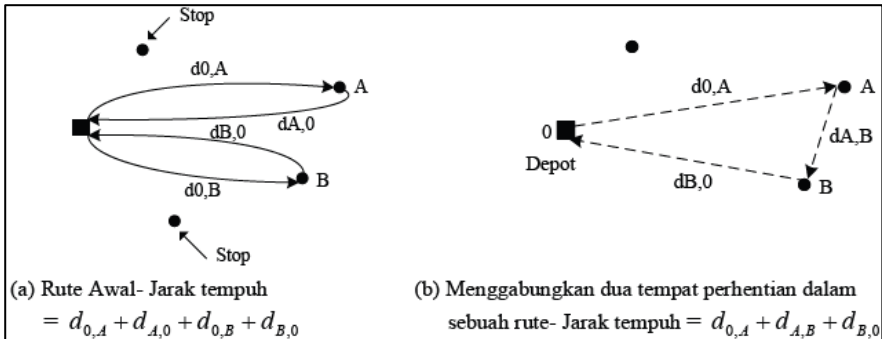 Stop
d0,A
A
dA,0
dB,0
d0,B
B
Stop
(a) Rute Awal- Jarak tempuh
= d0,A + dA,0 + d0,B + dB,0
d0,A
A
0
Depot
dA,B
dB,0
B
(b) Menggabungkan dua tempat perhentian dalam
sebuah rute- Jarak tempuh = d0,A + dA,B + dB,0